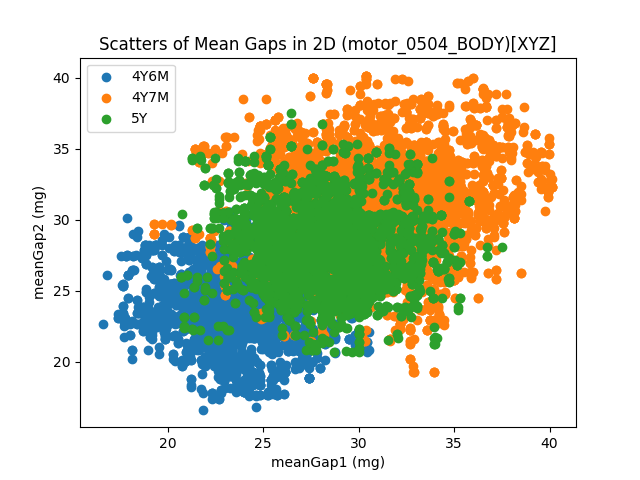 Scatters of Mean Gaps in 2D (motor_0504_BODY)[XYZ]
4Y6M
4Y7M
5Y
40
35
30
25
20
meanGap2 (mg)
20 25 30 35 40
meanGap1 (mg)